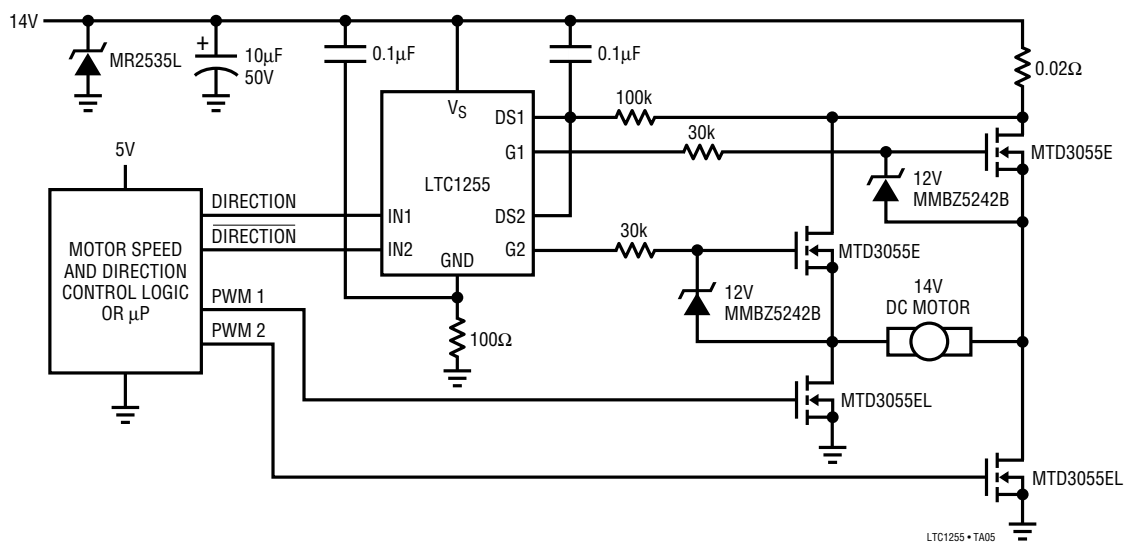 14V
MR2535L
+
10µF
50V
0.1µF
0.1µF
0.02Ω
VS
DS1
100k
G1
30k
MTD3055E
5V
LTC1255
12V
MMBZ5242B
DIRECTION
IN1
DS2
DIRECTION
IN2
G2
30k
MTD3055E
MOTOR SPEED
AND DIRECTION
CONTROL LOGIC
OR µP
GND
12V
MMBZ5242B
14V
DC MOTOR
PWM 1
PWM 2
100Ω
MTD3055EL
MTD3055EL
LTC1255 • TA05